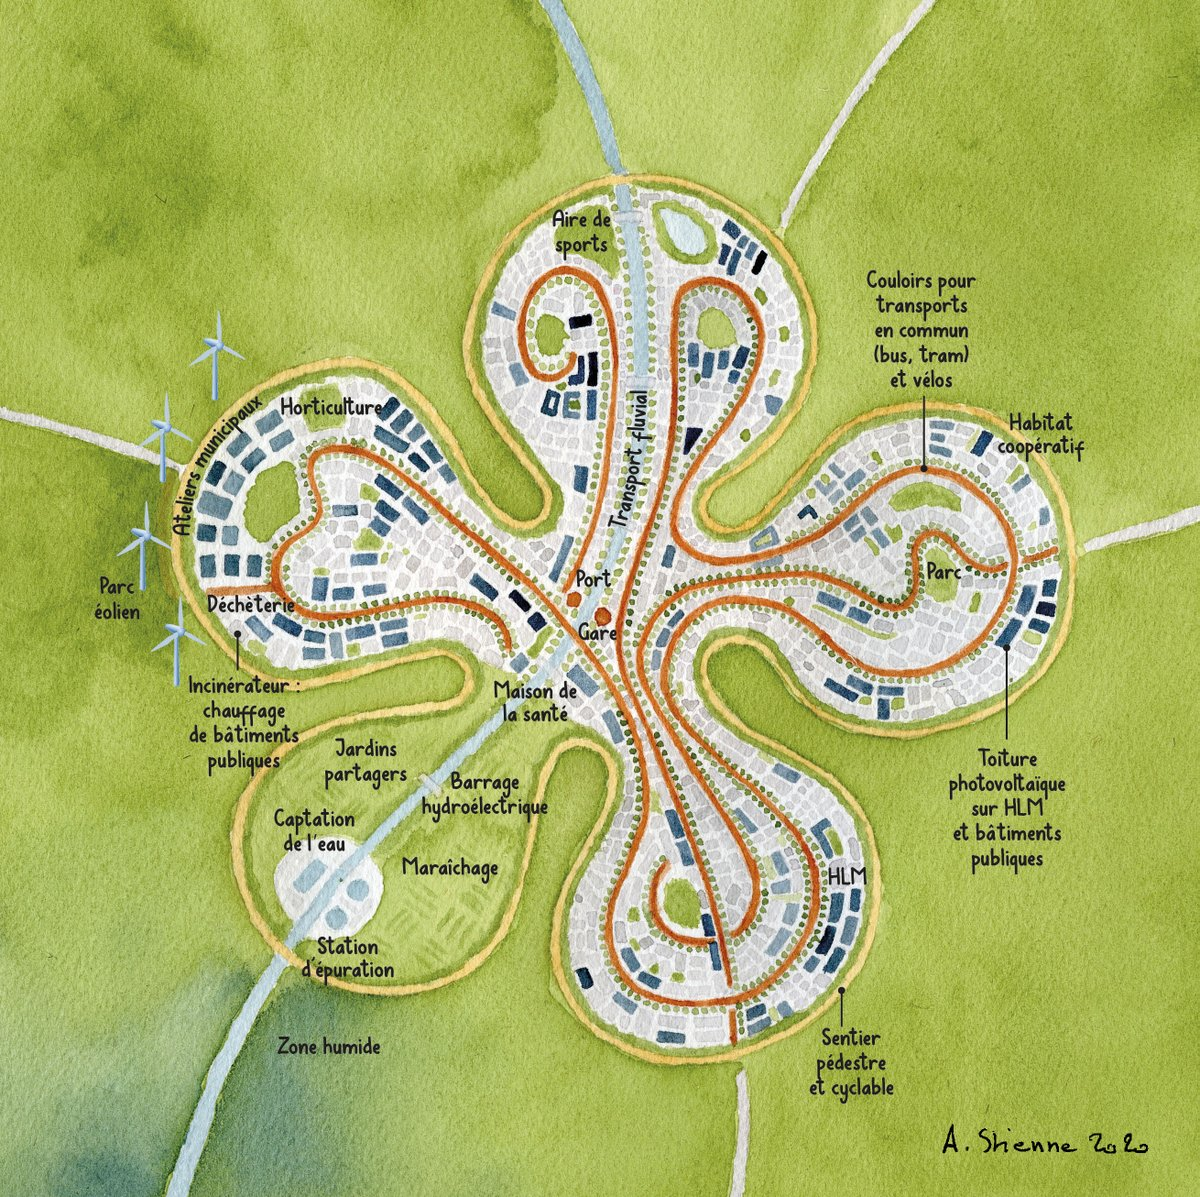 Aire de
sports
Couloirs pour
transports
en commun
(bus, tram)
et vélos
Transport fluvial
Horticulture
Ateliers municipaux
Habitat
coopératif
Parc
éolien
Déchèterie
Port
Gare
Parc
Incinérateur :
chauffage
de bâtiments
publiques
Maison de
la santé
Jardins
partagers
Barrage
hydroélectrique
Toiture
photovoltaïque
sur HLM
et bâtiments
publiques
Captation
de l'eau
Maraîchage
HLM
Station
d'épuration
Zone humide
Sentier
pédestre
et cyclable
A. Stienne 2020